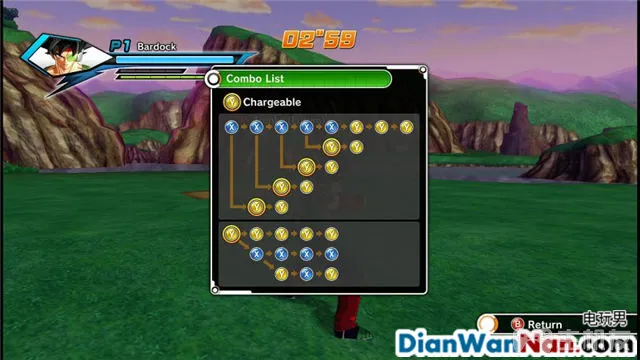 P1 Bardock
02"59
Combo List
Y Chargeable
X X X X X Y Y Y
Y Y
Y Y
Y Y
Y Y
Y Y Y Y Y
X X X X
Y X Y
B Return
电玩男
DianWanNan.com